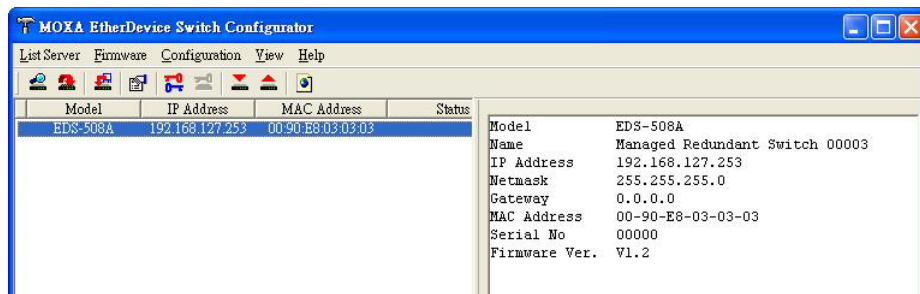 MOXA EtherDevice Switch Configurator
List Server Firmware Configuration View Help
Model IP Address MAC Address Status
EDS-508A 192.168.127.253 00:90:E8:03:03:03
Model EDS-508A
Name Managed Redundant Switch 00003
IP Address 192.168.127.253
Netmask 255.255.255.0
Gateway 0.0.0.0
MAC Address 00-90-E8-03-03-03
Serial No 00000
Firmware Ver. V1.2